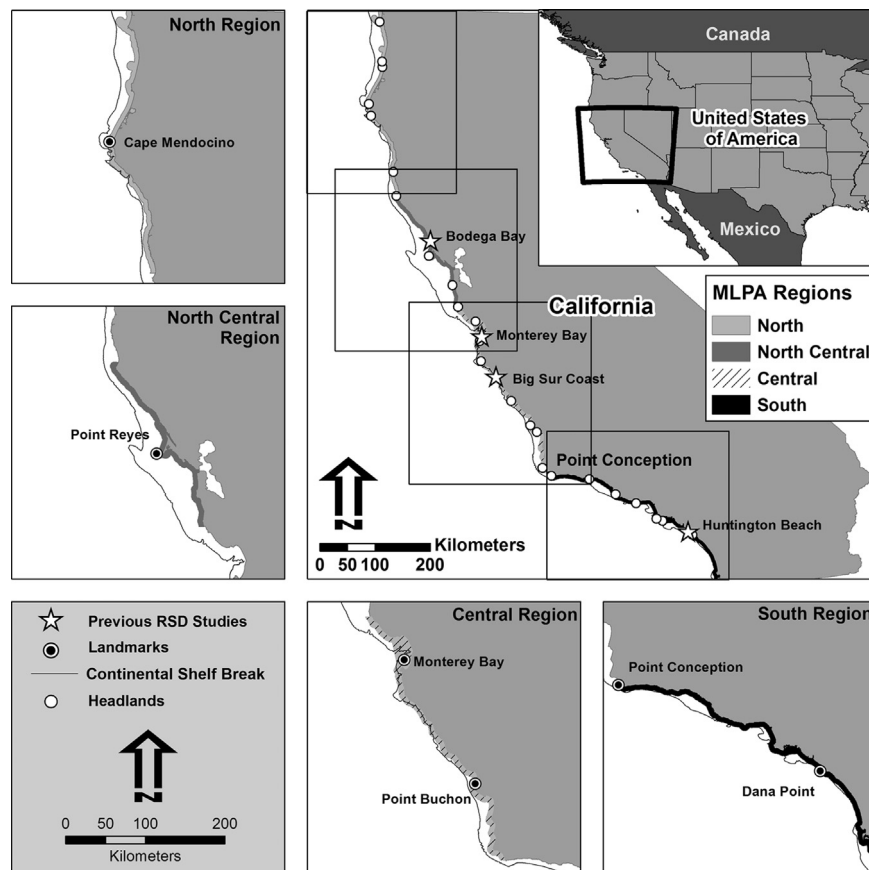 North Region
Cape Mendocino
North Central
Region
Point Reyes
Canada
United States
of America
Mexico
Bodega Bay
California
Monterey Bay
Big Sur Coast
Point Conception
Huntington Beach
MLPA Regions
North
North Central
Central
South
N
Kilometers
0 50 100 200
Previous RSD Studies
Landmarks
Continental Shelf Break
Headlands
N
0 50 100 200
Kilometers
Central Region
Monterey Bay
Point Buchon
South Region
Point Conception
Dana Point